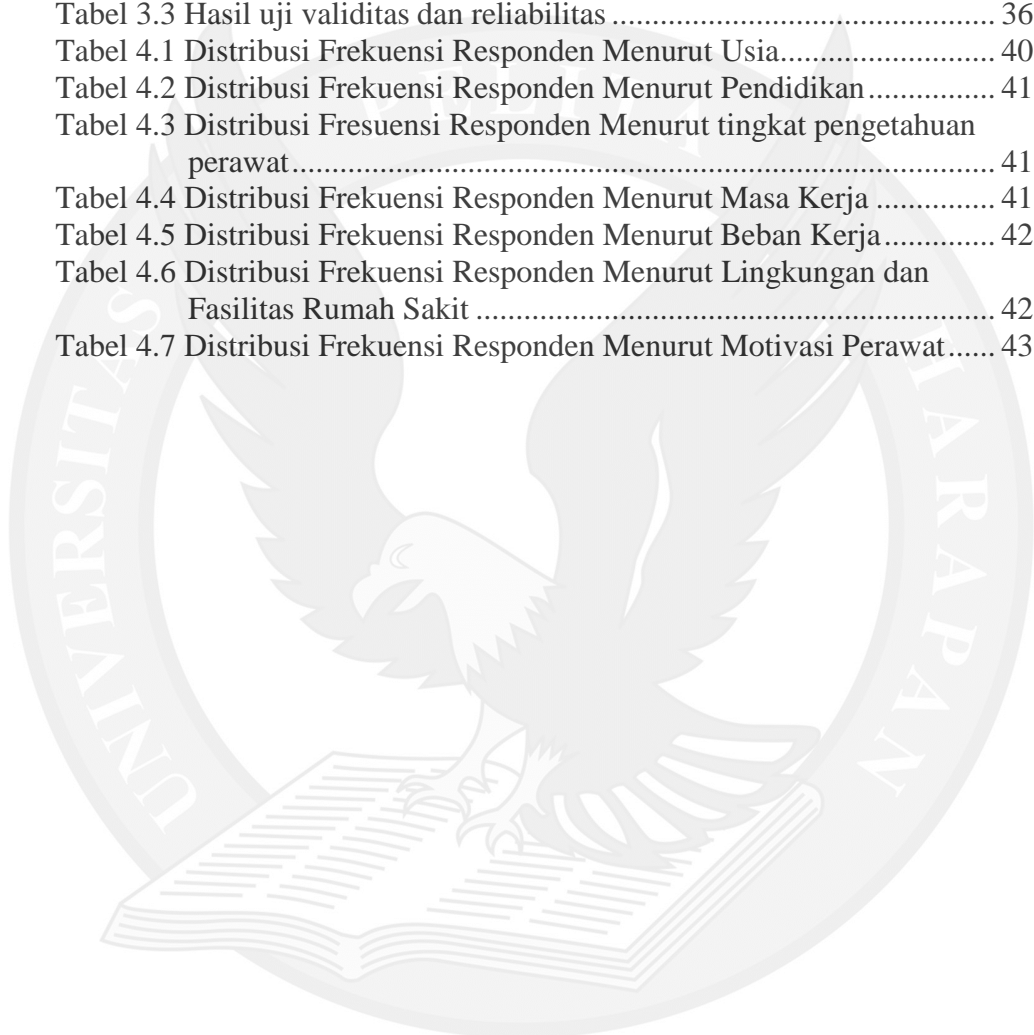 Tabel 3.3 Hasil uji validitas dan reliabilitas ........................................ 36
Tabel 4.1 Distribusi Frekuensi Responden Menurut Usia........................ 40
Tabel 4.2 Distribusi Frekuensi Responden Menurut Pendidikan ................ 41
Tabel 4.3 Distribusi Fresuensi Responden Menurut tingkat pengetahuan
perawat.................................................................................. 41
Tabel 4.4 Distribusi Frekuensi Responden Menurut Masa Kerja ............... 41
Tabel 4.5 Distribusi Frekuensi Responden Menurut Beban Kerja.............. 42
Tabel 4.6 Distribusi Frekuensi Responden Menurut Lingkungan dan
Fasilitas Rumah Sakit ............................................................ 42
Tabel 4.7 Distribusi Frekuensi Responden Menurut Motivasi Perawat...... 43
UNIVERSITAS PELITA HARAPAN